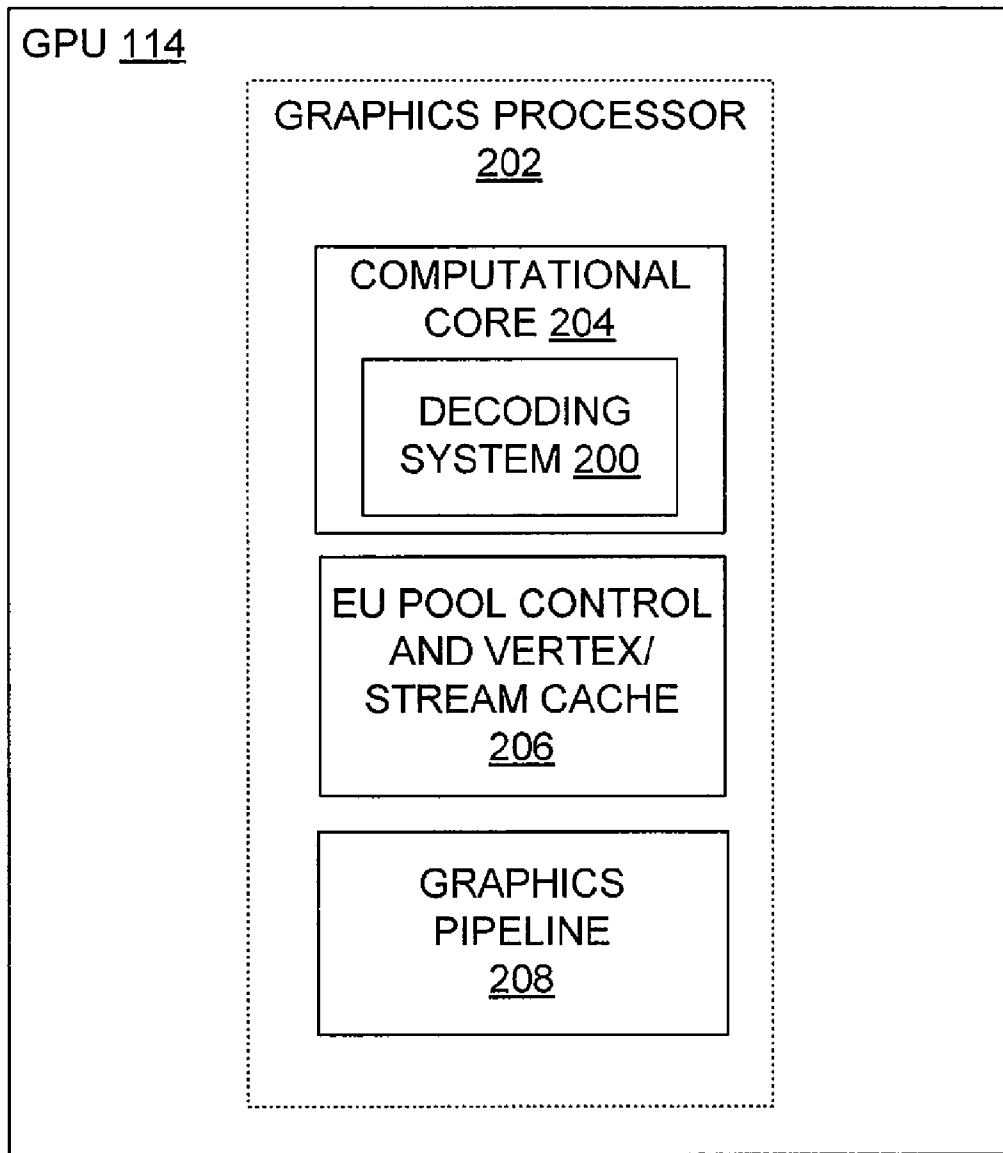 GPU 114
GRAPHICS PROCESSOR
202
COMPUTATIONAL
CORE 204
DECODING
SYSTEM 200
EU POOL CONTROL
AND VERTEX/
STREAM CACHE
206
GRAPHICS
PIPELINE
208